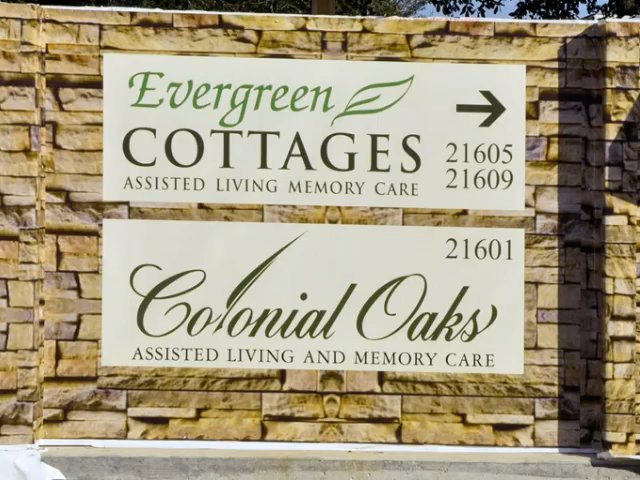 Evergreen
COTTAGES
ASSISTED LIVING MEMORY CARE
21605
21609
21601
Colonial Oaks
ASSISTED LIVING AND MEMORY CARE